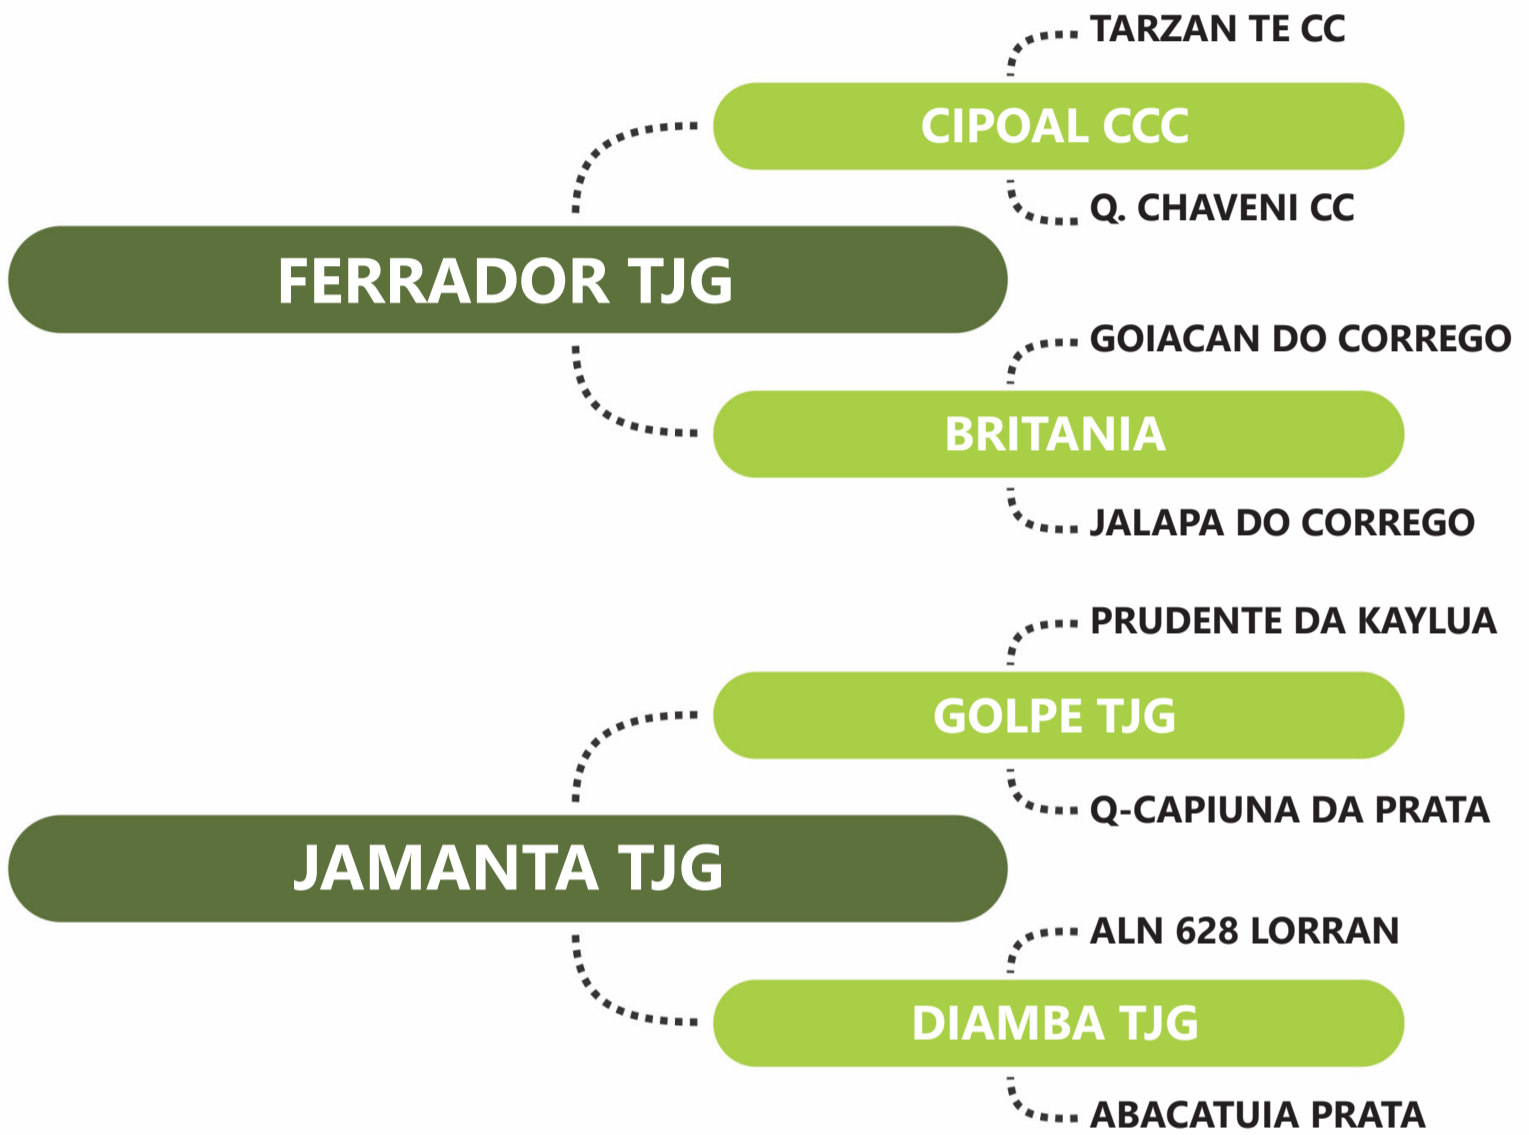 TARZAN TE CC
CIPOAL CCC
Q. CHAVENI CC
FERRADOR TJG
GOIACAN DO CORREGO
BRITANIA
JALAPA DO CORREGO
PRUDENTE DA KAYLUA
GOLPE TJG
Q-CAPIUNA DA PRATA
JAMANTA TJG
ALN 628 LORRAN
DIAMBA TJG
ABACATUIA PRATA